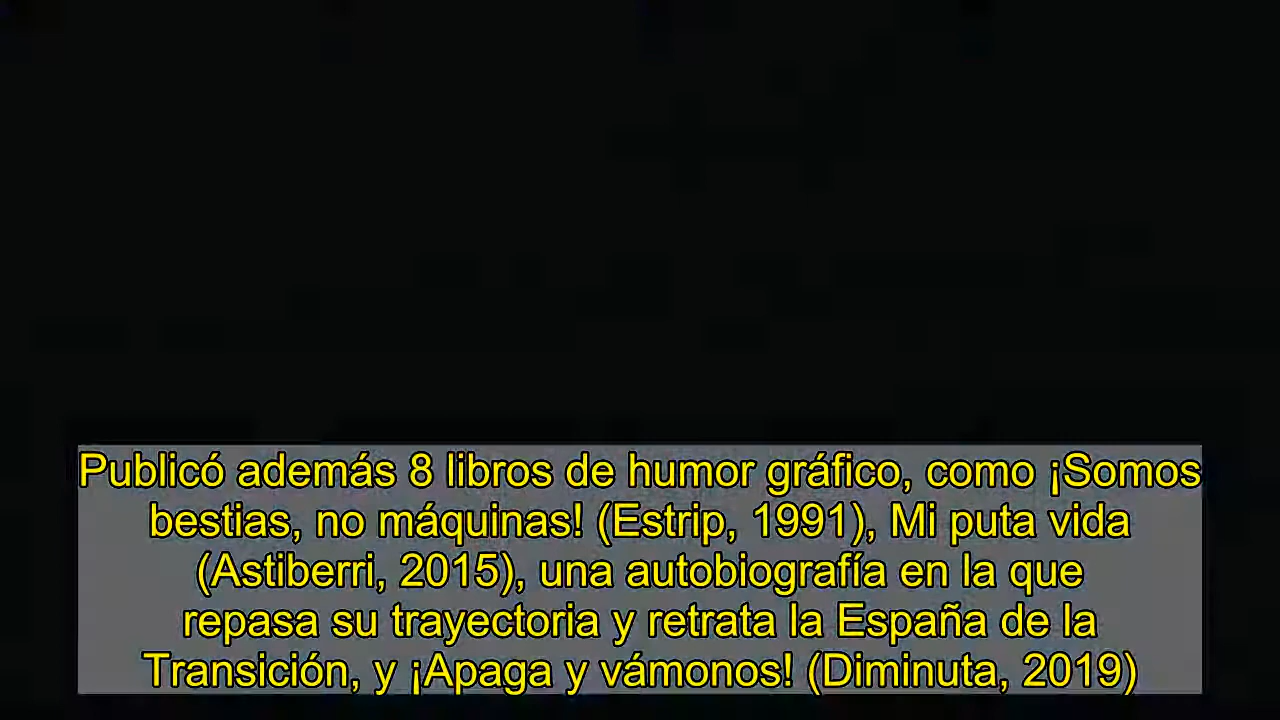 Publicó además 8 libros de humor gráfico, como ¡Somos
bestias, no máquinas! (Estrip, 1991), Mi puta vida
(Astiberri, 2015), una autobiografía en la que
repasa su trayectoria y retrata la España de la
Transición, y ¡Apaga y vámonos! (Diminuta, 2019)